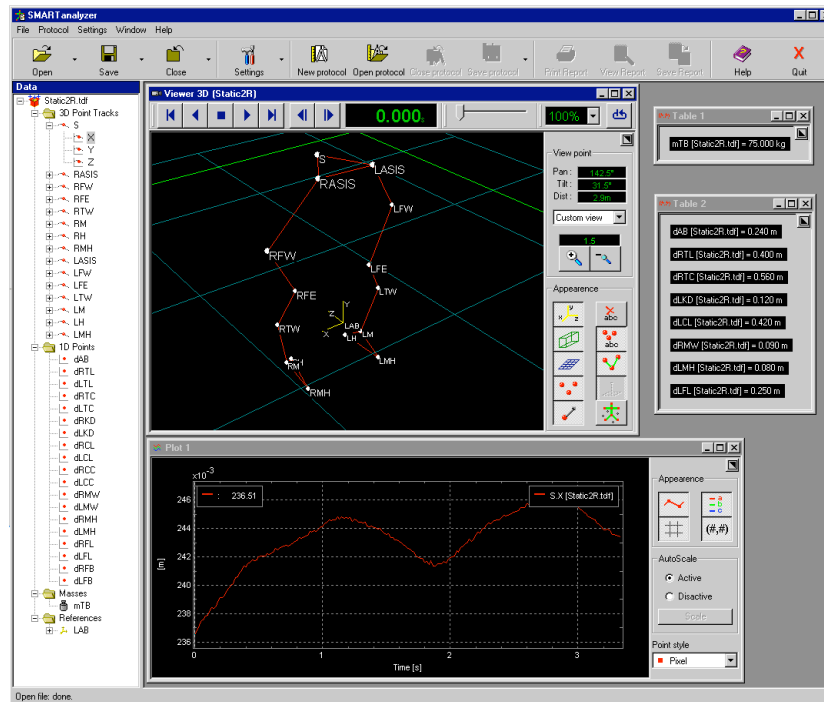 SMARTanalyzer
File Protocol Settings Window Help
Open Save Close Settings New protocol Open protocol Close protocol Save protocol Print Report View Report Save Report Help Quit
Data
Static2R.tdf
3D Point Tracks
S
X
Y
Z
RASIS
RFW
RFE
RTW
RM
RH
RMH
LASIS
LFW
LFE
LTW
LM
LH
LMH
1D Points
dAB
dRTL
dLTL
dRTC
dLTC
dRKD
dLKD
dRCL
dLCL
dRCC
dLCC
dRMW
dLMW
dRMH
dLMH
dRFL
dLFL
dRFB
dLFB
Masses
mTB
References
LAB
Viewer 3D (Static2R)
0.000s
100%
S
LASIS
RASIS
LFW
RFW
LFE
RFE
LTW
Y
Z
X
RTW
LAB
LM
LH
LMH
RM
RMH
View point
Pan : 142.5°
Tilt : 31.5°
Dist : 2.9m
Custom view
1.5
Appearence
x y z
abc
abc
Table 1
mTB [Static2R.tdf] = 75.000 kg
Table 2
dAB [Static2R.tdf] = 0.240 m
dRTL [Static2R.tdf] = 0.400 m
dRTC [Static2R.tdf] = 0.560 m
dLKD [Static2R.tdf] = 0.120 m
dLCL [Static2R.tdf] = 0.420 m
dRMW [Static2R.tdf] = 0.090 m
dLMH [Static2R.tdf] = 0.080 m
dLFL [Static2R.tdf] = 0.250 m
Plot 1
x10-3
: 236.51
S.X [Static2R.tdf]
246
244
242
240
238
236
[m]
0 1 2 3
Time [s]
Appearence
a
b
c
(#,#)
AutoScale
Active
Disactive
Scale
Point style
Pixel
Open file: done.